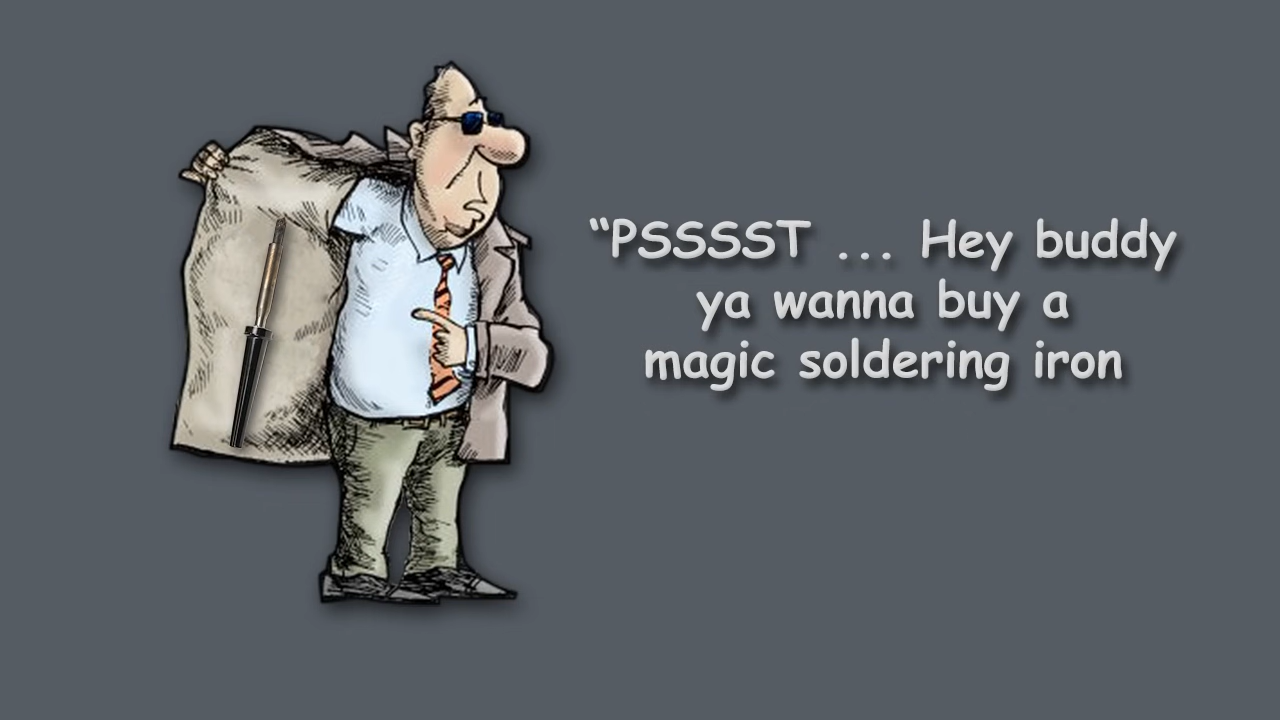 “PSSSST ... Hey buddy
ya wanna buy a
magic soldering iron